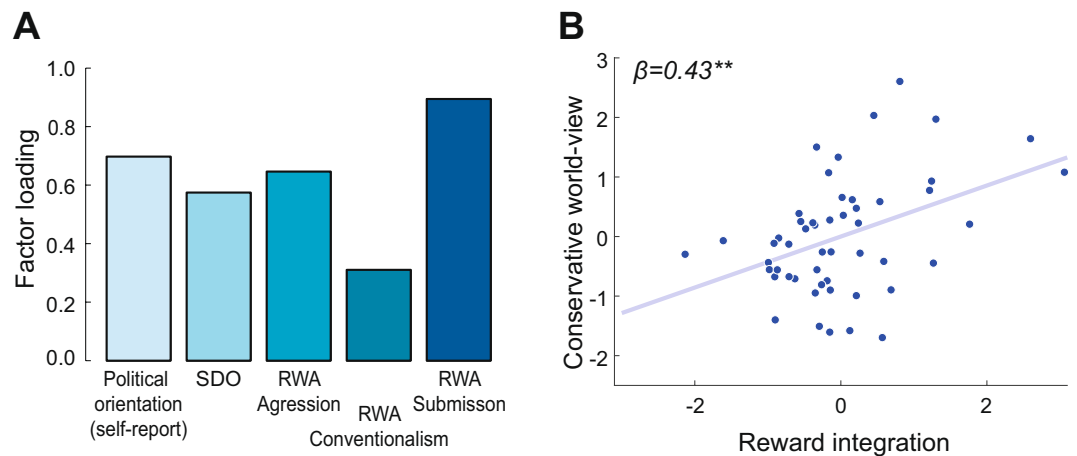 A
Factor loading
1.0
0.8
0.6
0.4
0.2
0.0
Political
orientation
(self-report)
SDO
RWA
Agression
RWA
Conventionalism
RWA
Submisson
B
β=0.43**
Conservative world-view
3
2
1
0
-1
-2
-2
0
2
Reward integration